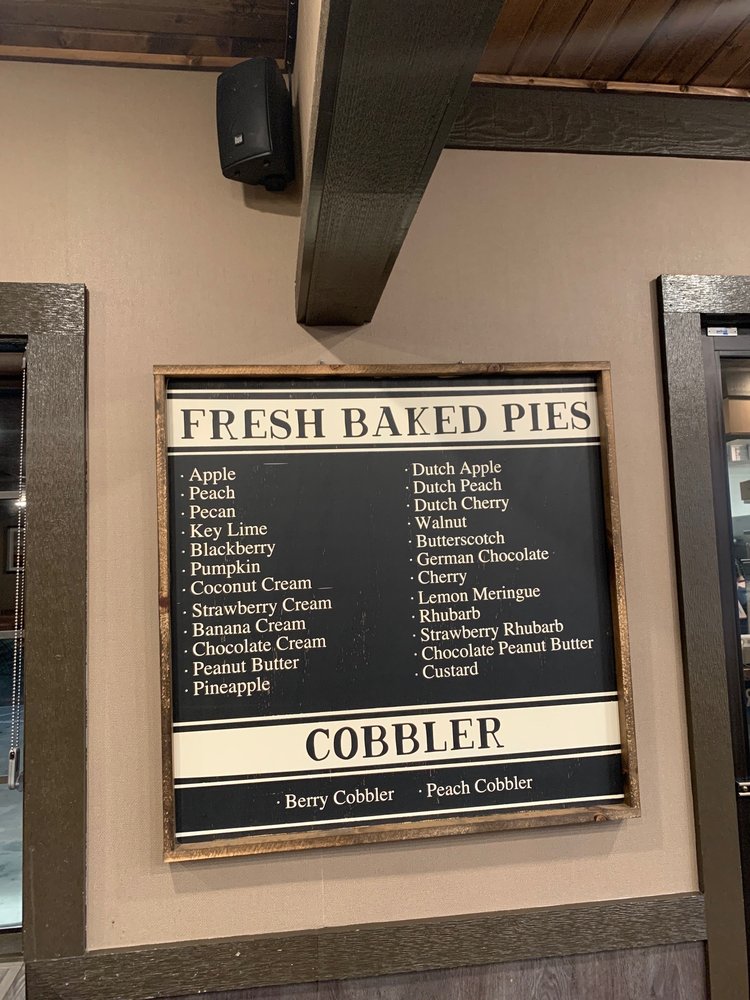 FRESH BAKED PIES
· Apple
· Peach
· Pecan
· Key Lime
· Blackberry
· Pumpkin
· Coconut Cream
· Strawberry Cream
· Banana Cream
· Chocolate Cream
· Peanut Butter
· Pineapple
· Dutch Apple
· Dutch Peach
· Dutch Cherry
· Walnut
· Butterscotch
· German Chocolate
· Cherry
· Lemon Meringue
· Rhubarb
· Strawberry Rhubarb
· Chocolate Peanut Butter
· Custard
COBBLER
· Berry Cobbler · Peach Cobbler